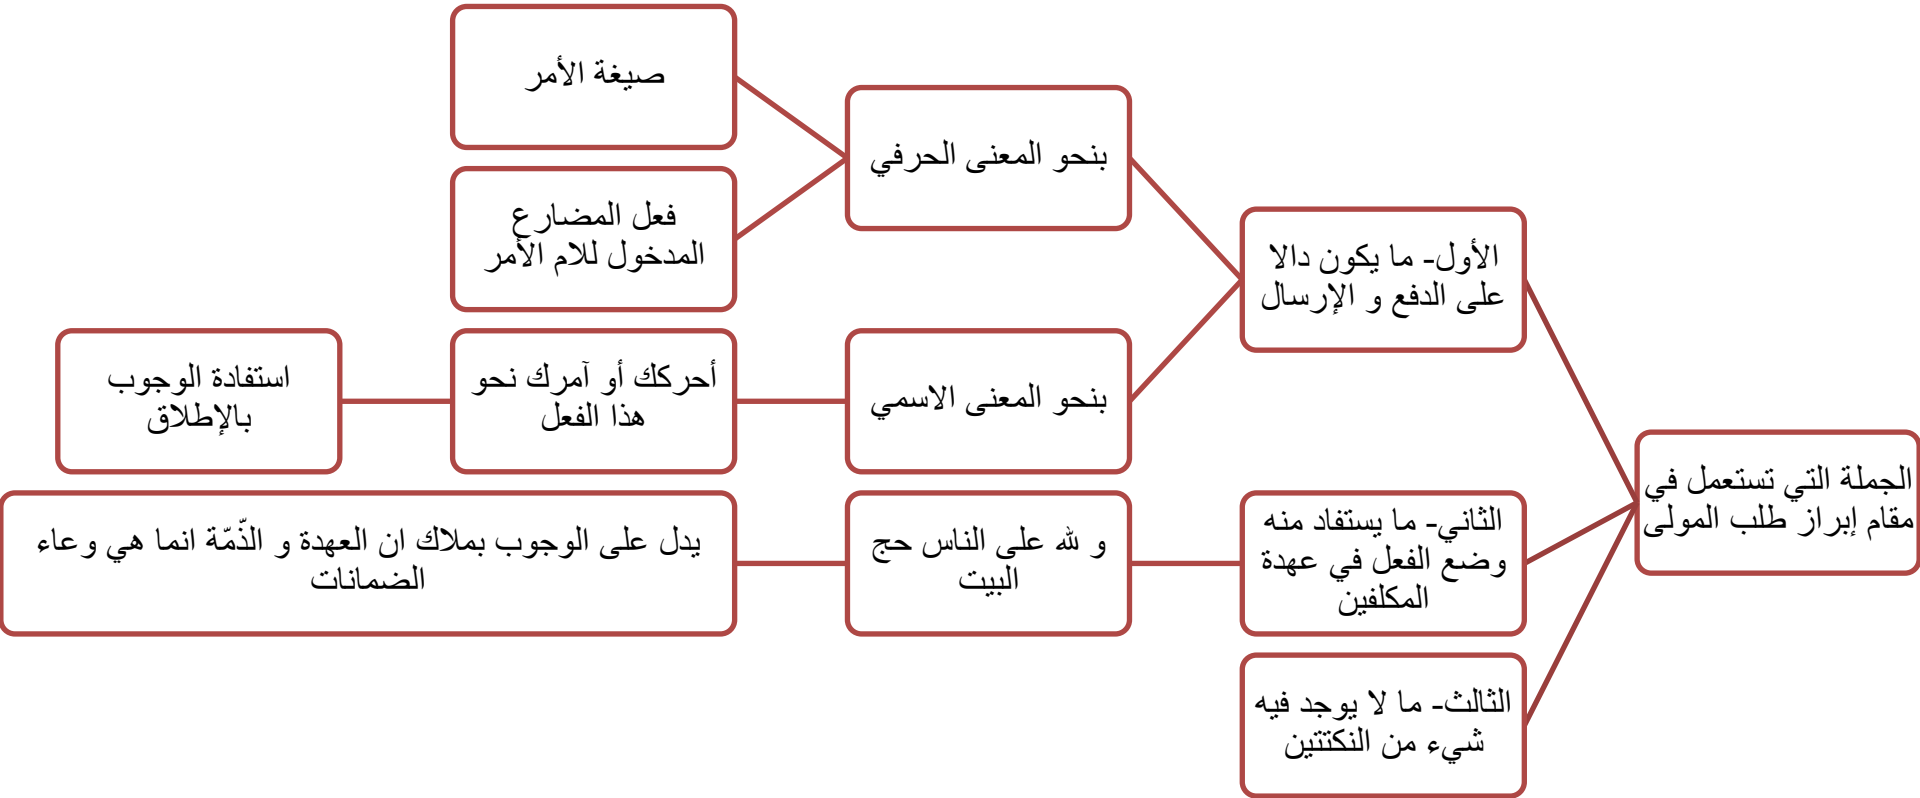 الجملة التي تستعمل في
مقام إبراز طلب المولى
الأول- ما يكون دالا
على الدفع و الإرسال
بنحو المعنى الحرفي
صيغة الأمر
فعل المضارع
المدخول للام الأمر
بنحو المعنى الاسمي
أحركك أو آمرك نحو
هذا الفعل
استفادة الوجوب
بالإطلاق
الثاني- ما يستفاد منه
وضع الفعل في عهدة
المكلفين
و لله على الناس حج
البيت
يدل على الوجوب بملاك ان العهدة و الذّمّة انما هي وعاء
الضمانات
الثالث- ما لا يوجد فيه
شيء من النكتتين